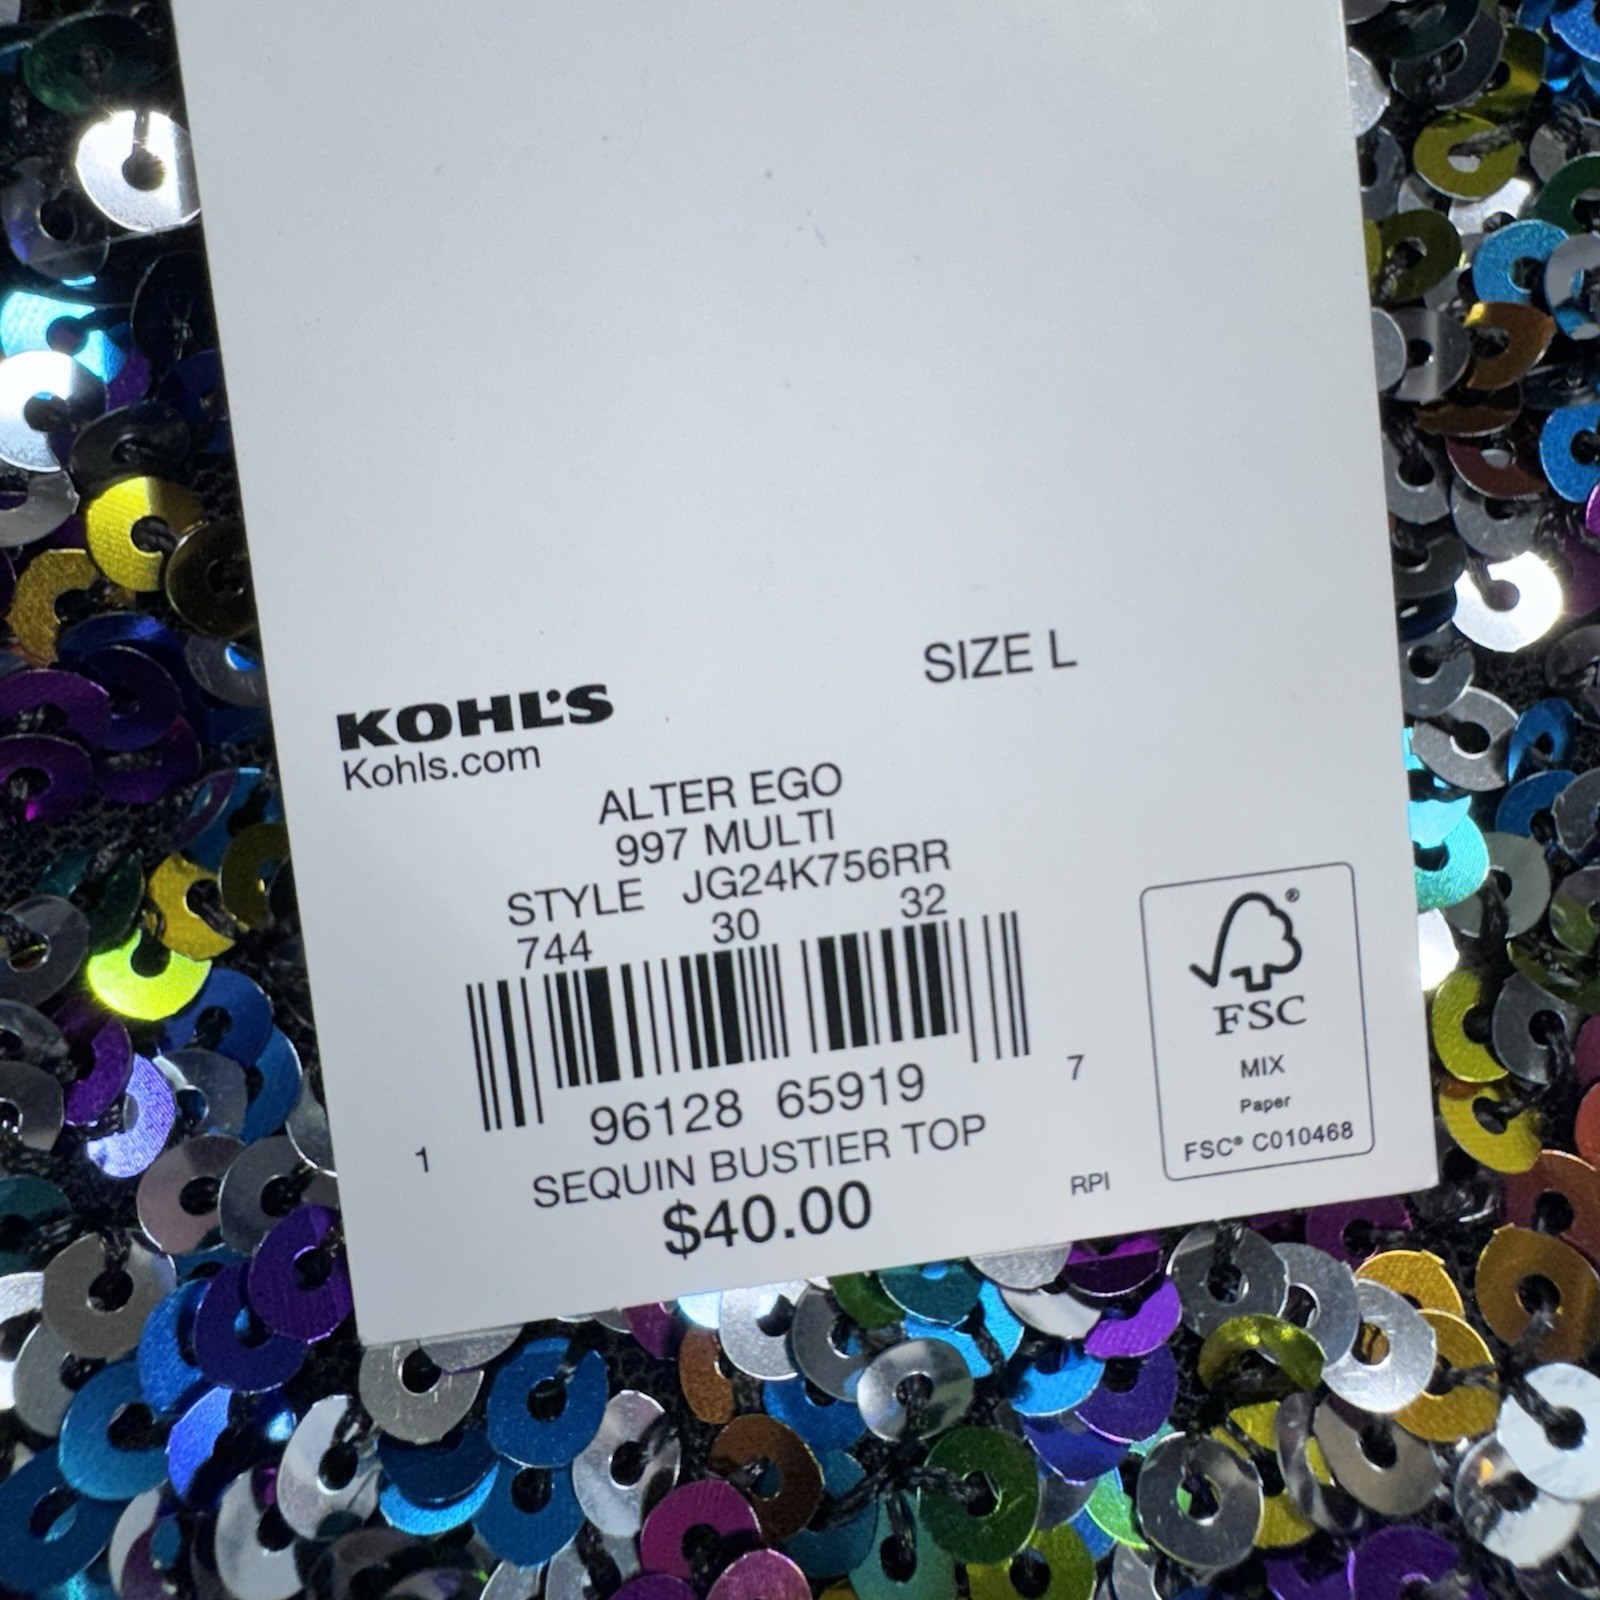 SIZE L
KOHL'S
Kohls.com
ALTER EGO
997 MULTI
STYLE JG24K756RR
744 30 32
1 96128 65919 7
SEQUIN BUSTIER TOP
$40.00
RPI
FSC®
MIX
Paper
FSC® C010468